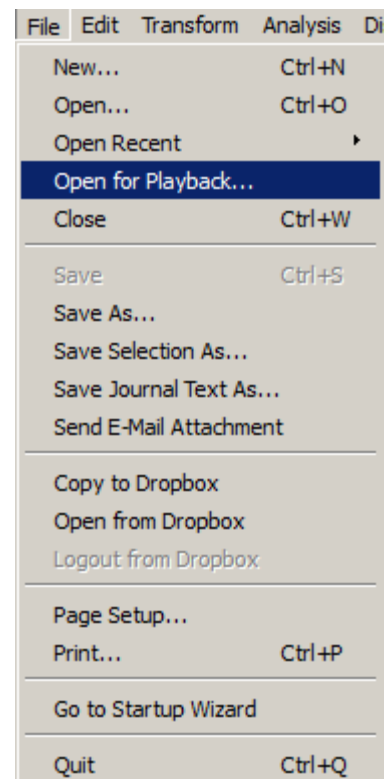 File Edit Transform Analysis Di
New... Ctrl+N
Open... Ctrl+O
Open Recent
Open for Playback...
Close Ctrl+W
Save Ctrl+S
Save As...
Save Selection As...
Save Journal Text As...
Send E-Mail Attachment
Copy to Dropbox
Open from Dropbox
Logout from Dropbox
Page Setup...
Print... Ctrl+P
Go to Startup Wizard
Quit Ctrl+Q